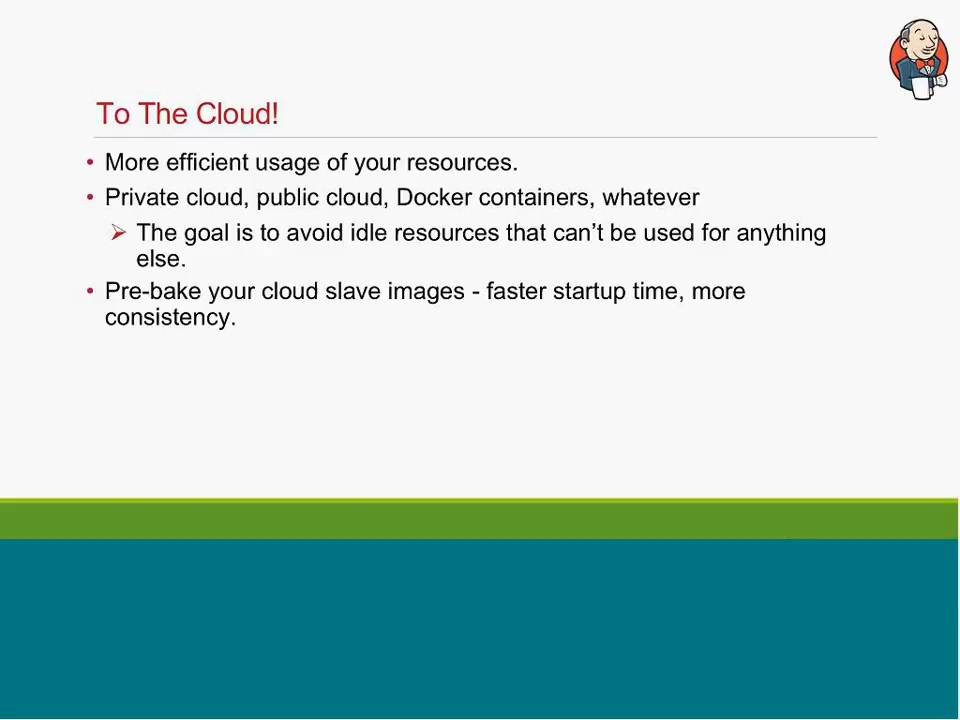 To The Cloud!
• More efficient usage of your resources.
• Private cloud, public cloud, Docker containers, whatever
➢ The goal is to avoid idle resources that can’t be used for anything
else.
• Pre-bake your cloud slave images - faster startup time, more
consistency.